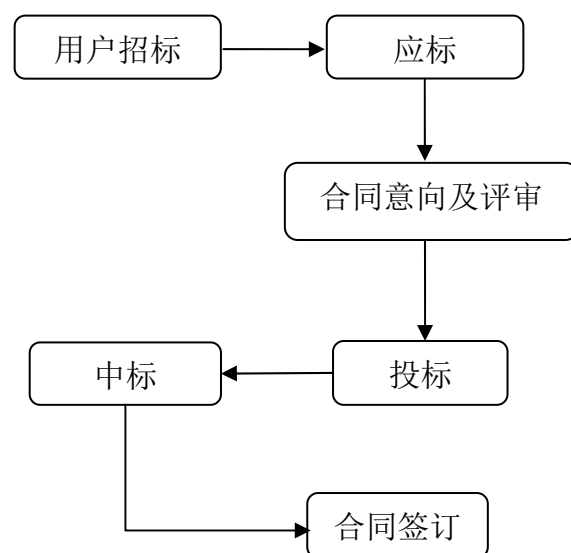 用户招标
应标
合同意向及评审
投标
中标
合同签订